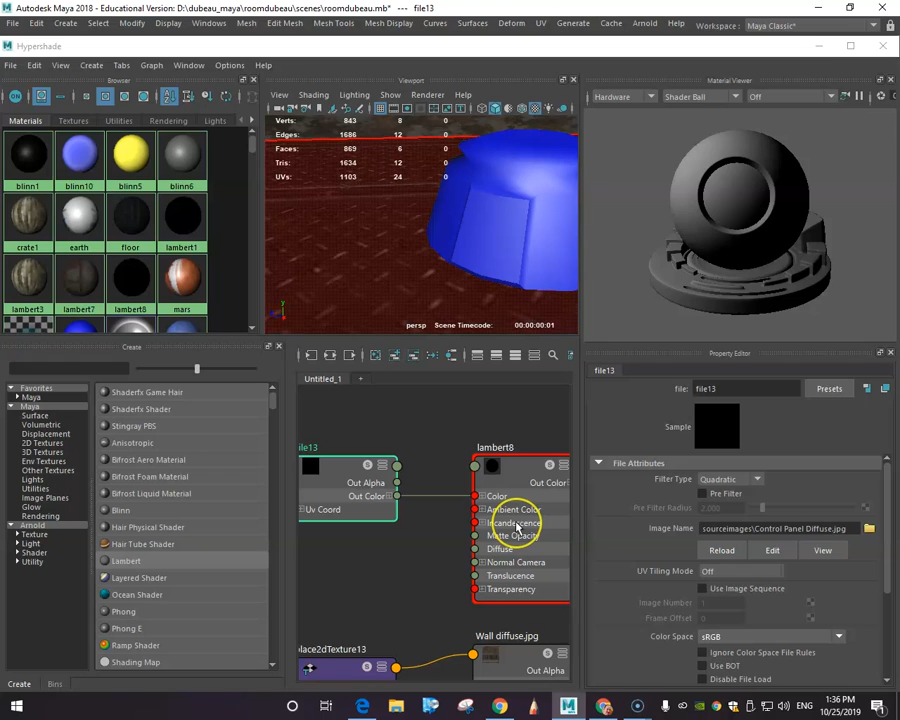 Autodesk Maya 2018 - Educational Version: D:\dubeau_maya\roomdubeau\scenes\roomdubeau.mb* --- file13
File Edit Create Select Modify Display Windows Mesh Edit Mesh Mesh Tools Mesh Display Curves Surfaces Deform UV Generate Cache Arnold Help Workspace : Maya Classic*
Hypershade
File Edit View Create Tabs Graph Window Options Help
Browser
Materials Textures Utilities Rendering Lights
blinn1 blinn10 blinn5 blinn6
crate1 earth floor lambert1
lambert3 lambert7 lambert8 mars
Viewport
View Shading Lighting Show Renderer Help
Verts: 843 8 0
Edges: 1686 12 0
Faces: 869 6 0
Tris: 1634 12 0
UVs: 1103 24 0
persp Scene Timecode: 00:00:00:01
Material Viewer
Hardware Shader Ball Off
Create
Favorites
Maya
Maya
Surface
Volumetric
Displacement
2D Textures
3D Textures
Env Textures
Other Textures
Lights
Utilities
Image Planes
Glow
Rendering
Arnold
Texture
Light
Shader
Utility
Shaderfx Game Hair
Shaderfx Shader
Stingray PBS
Anisotropic
Bifrost Aero Material
Bifrost Foam Material
Bifrost Liquid Material
Blinn
Hair Physical Shader
Hair Tube Shader
Lambert
Layered Shader
Ocean Shader
Phong
Phong E
Ramp Shader
Shading Map
Create Bins
Untitled_1 +
ile13
Out Alpha
Out Color
Uv Coord
lambert8
Out Color
Color
Ambient Color
Incandescence
Matte Opacity
Diffuse
Normal Camera
Translucence
Transparency
place2dTexture13
Wall diffuse.jpg
Out Alpha
Property Editor
file13
file: file13 Presets
Sample
File Attributes
Filter Type Quadratic
Pre Filter
Pre Filter Radius 2.000
Image Name sourceimages\Control Panel Diffuse.jpg
Reload Edit View
UV Tiling Mode Off
Use Image Sequence
Image Number 1
Frame Offset 0
Color Space sRGB
Ignore Color Space File Rules
Use BOT
Disable File Load
ENG 1:36 PM
10/25/2019